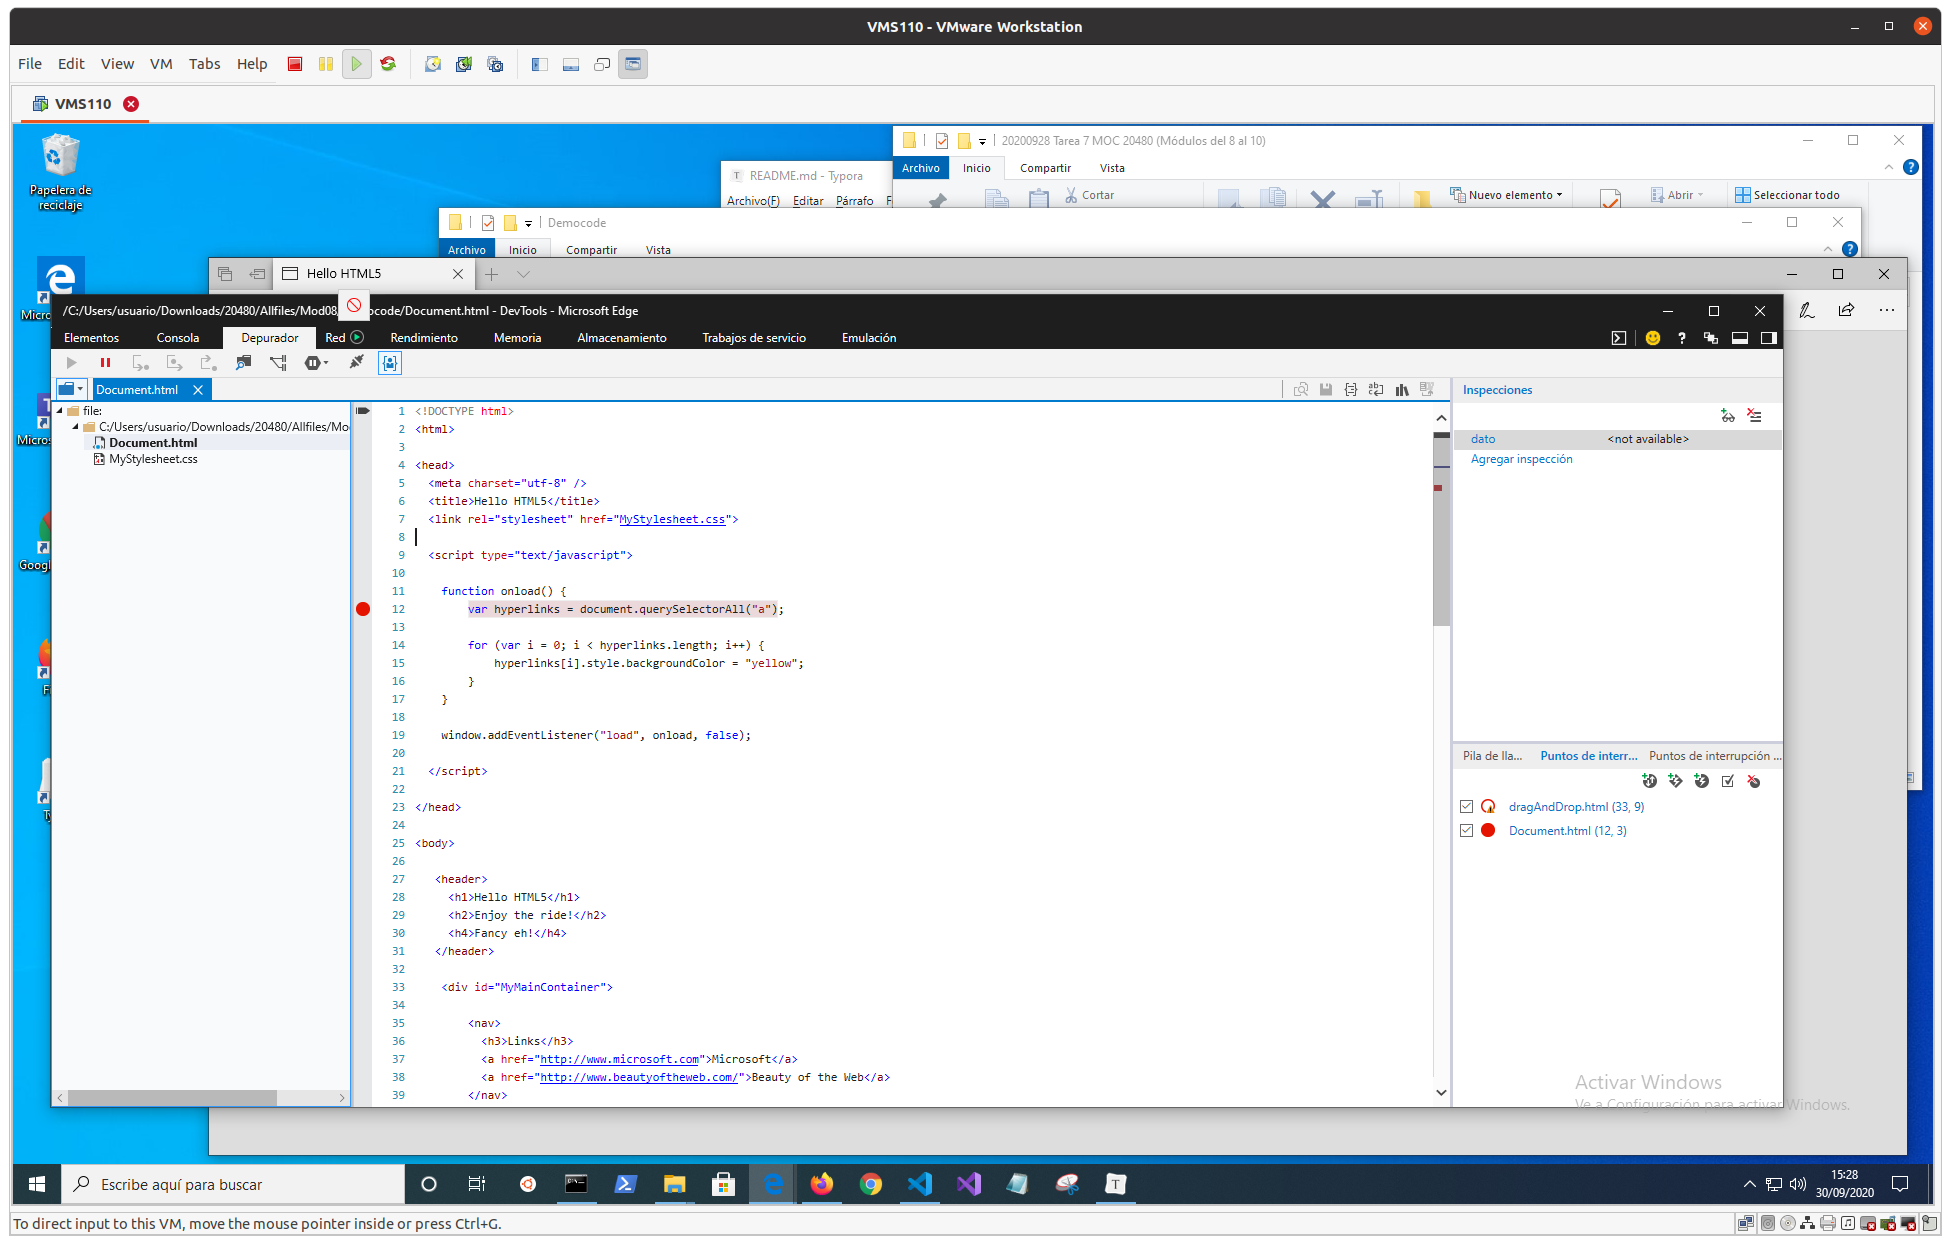 VMS110 - VMware Workstation
File Edit View VM Tabs Help
VMS110
Papelera de reciclaje
20200928 Tarea 7 MOC 20480 (Módulos del 8 al 10)
Archivo Inicio Compartir Vista
README.md - Typora
Archivo(F) Editar Párrafo F
Cortar
Nuevo elemento
Abrir
Seleccionar todo
Democode
Archivo Inicio Compartir Vista
Hello HTML5
/C:/Users/usuario/Downloads/20480/Allfiles/Mod08/ ocode/Document.html - DevTools - Microsoft Edge
Elementos Consola Depurador Red Rendimiento Memoria Almacenamiento Trabajos de servicio Emulación
Document.html
file:
C:/Users/usuario/Downloads/20480/Allfiles/Mo
Document.html
MyStylesheet.css
1 <!DOCTYPE html>
2 <html>
3
4 <head>
5 <meta charset="utf-8" />
6 <title>Hello HTML5</title>
7 <link rel="stylesheet" href="MyStylesheet.css">
8
9 <script type="text/javascript">
10
11 function onload() {
12 var hyperlinks = document.querySelectorAll("a");
13
14 for (var i = 0; i < hyperlinks.length; i++) {
15 hyperlinks[i].style.backgroundColor = "yellow";
16 }
17 }
18
19 window.addEventListener("load", onload, false);
20
21 </script>
22
23 </head>
24
25 <body>
26
27 <header>
28 <h1>Hello HTML5</h1>
29 <h2>Enjoy the ride!</h2>
30 <h4>Fancy eh!</h4>
31 </header>
32
33 <div id="MyMainContainer">
34
35 <nav>
36 <h3>Links</h3>
37 <a href="http://www.microsoft.com">Microsoft</a>
38 <a href="http://www.beautyoftheweb.com/">Beauty of the Web</a>
39 </nav>
Inspecciones
dato <not available>
Agregar inspección
Pila de lla... Puntos de interr... Puntos de interrupción ...
dragAndDrop.html (33, 9)
Document.html (12, 3)
Activar Windows
Ve a Configuración para activar Windows.
Micro
Micros
Googl
Fi
Ty
Escribe aquí para buscar
15:28
30/09/2020
To direct input to this VM, move the mouse pointer inside or press Ctrl+G.